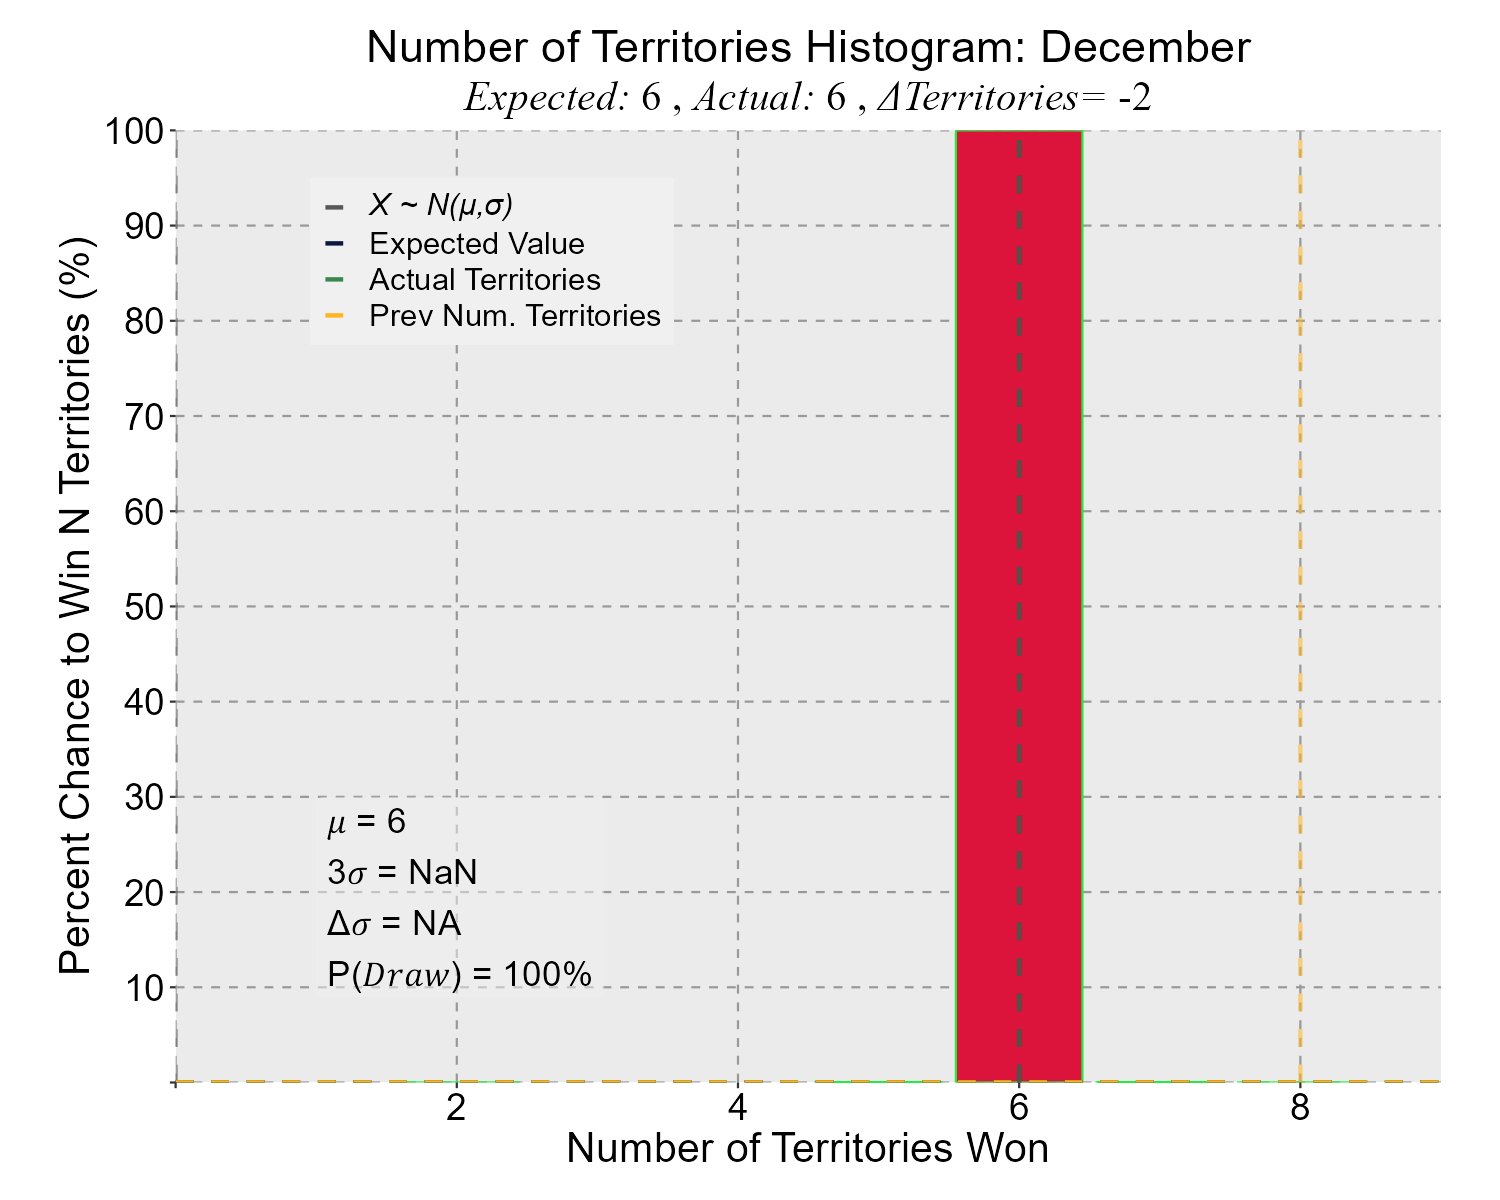 Number of Territories Histogram: December
Expected: 6 , Actual: 6 , ΔTerritories= -2
Percent Chance to Win N Territories (%)
100
90
80
70
60
50
40
30
20
10
X ~ N(μ,σ)
Expected Value
Actual Territories
Prev Num. Territories
μ = 6
3σ = NaN
Δσ = NA
P(Draw) = 100%
2 4 6 8
Number of Territories Won